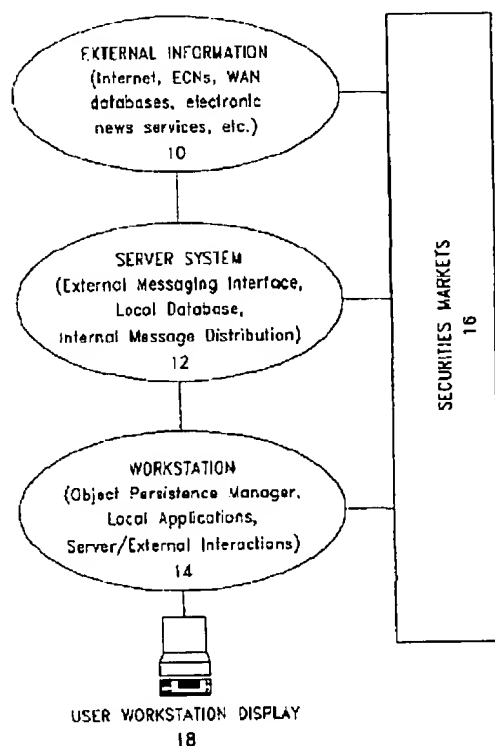 EXTERNAL INFORMATION
(Internet, ECNs, WAN
databases, electronic
news services, etc.)
10
SERVER SYSTEM
(External Messaging Interface,
Local Database,
Internal Message Distribution)
12
WORKSTATION
(Object Persistence Manager,
Local Applications,
Server/External Interactions)
14
USER WORKSTATION DISPLAY
18
SECURITIES MARKETS
16